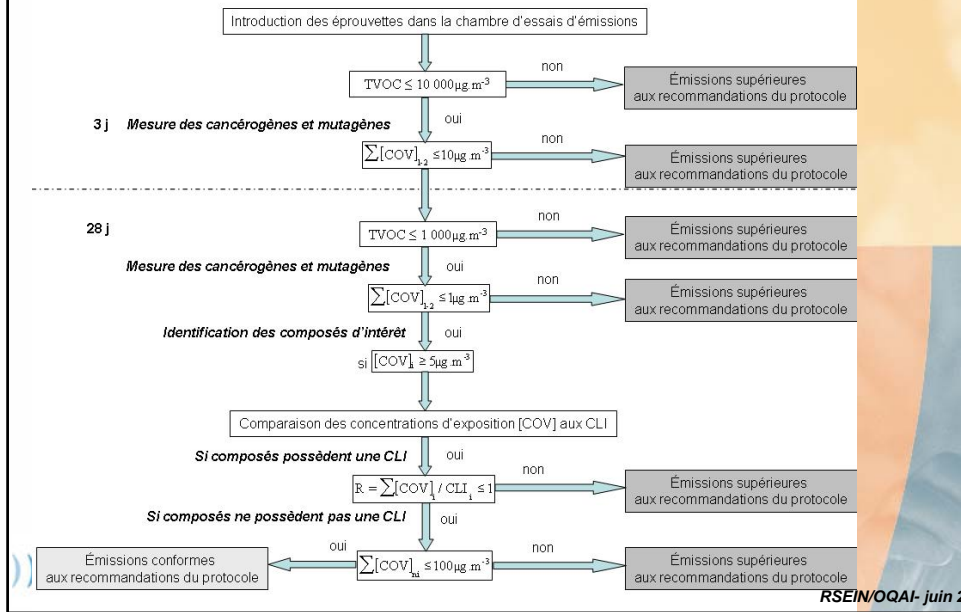 Introduction des éprouvettes dans la chambre d'essais d'émissions
non
TVOC ≤ 10 000µg.m-3
Émissions supérieures
aux recommandations du protocole
oui
3 j Mesure des cancérogènes et mutagènes
non
∑[COV]1-2 ≤10µg.m-3
Émissions supérieures
aux recommandations du protocole
28 j
non
TVOC ≤ 1 000µg.m-3
Émissions supérieures
aux recommandations du protocole
Mesure des cancérogènes et mutagènes
oui
non
∑[COV]1-2 ≤1µg.m-3
Émissions supérieures
aux recommandations du protocole
Identification des composés d'intérêt
oui
si [COV]i ≥ 5µg.m-3
Comparaison des concentrations d'exposition [COV] aux CLI
Si composés possèdent une CLI
oui
non
R = ∑[COV]i / CLIi ≤ 1
Émissions supérieures
aux recommandations du protocole
Si composés ne possèdent pas une CLI
oui
oui
non
Émissions conformes
aux recommandations du protocole
∑[COV]ni ≤100µg.m-3
Émissions supérieures
aux recommandations du protocole
RSEIN/OQAI- juin 2